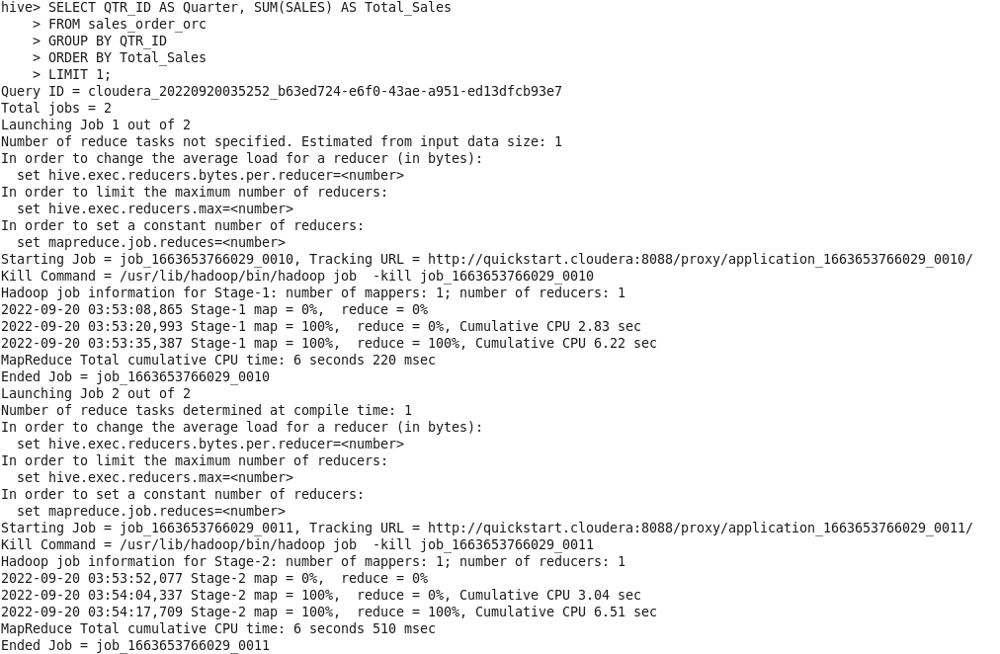 hive> SELECT QTR_ID AS Quarter, SUM(SALES) AS Total_Sales
    > FROM sales_order_orc
    > GROUP BY QTR_ID
    > ORDER BY Total_Sales
    > LIMIT 1;
Query ID = cloudera_20220920035252_b63ed724-e6f0-43ae-a951-ed13dfcb93e7
Total jobs = 2
Launching Job 1 out of 2
Number of reduce tasks not specified. Estimated from input data size: 1
In order to change the average load for a reducer (in bytes):
  set hive.exec.reducers.bytes.per.reducer=<number>
In order to limit the maximum number of reducers:
  set hive.exec.reducers.max=<number>
In order to set a constant number of reducers:
  set mapreduce.job.reduces=<number>
Starting Job = job_1663653766029_0010, Tracking URL = http://quickstart.cloudera:8088/proxy/application_1663653766029_0010/
Kill Command = /usr/lib/hadoop/bin/hadoop job  -kill job_1663653766029_0010
Hadoop job information for Stage-1: number of mappers: 1; number of reducers: 1
2022-09-20 03:53:08,865 Stage-1 map = 0%,  reduce = 0%
2022-09-20 03:53:20,993 Stage-1 map = 100%,  reduce = 0%, Cumulative CPU 2.83 sec
2022-09-20 03:53:35,387 Stage-1 map = 100%,  reduce = 100%, Cumulative CPU 6.22 sec
MapReduce Total cumulative CPU time: 6 seconds 220 msec
Ended Job = job_1663653766029_0010
Launching Job 2 out of 2
Number of reduce tasks determined at compile time: 1
In order to change the average load for a reducer (in bytes):
  set hive.exec.reducers.bytes.per.reducer=<number>
In order to limit the maximum number of reducers:
  set hive.exec.reducers.max=<number>
In order to set a constant number of reducers:
  set mapreduce.job.reduces=<number>
Starting Job = job_1663653766029_0011, Tracking URL = http://quickstart.cloudera:8088/proxy/application_1663653766029_0011/
Kill Command = /usr/lib/hadoop/bin/hadoop job  -kill job_1663653766029_0011
Hadoop job information for Stage-2: number of mappers: 1; number of reducers: 1
2022-09-20 03:53:52,077 Stage-2 map = 0%,  reduce = 0%
2022-09-20 03:54:04,337 Stage-2 map = 100%,  reduce = 0%, Cumulative CPU 3.04 sec
2022-09-20 03:54:17,709 Stage-2 map = 100%,  reduce = 100%, Cumulative CPU 6.51 sec
MapReduce Total cumulative CPU time: 6 seconds 510 msec
Ended Job = job_1663653766029_0011